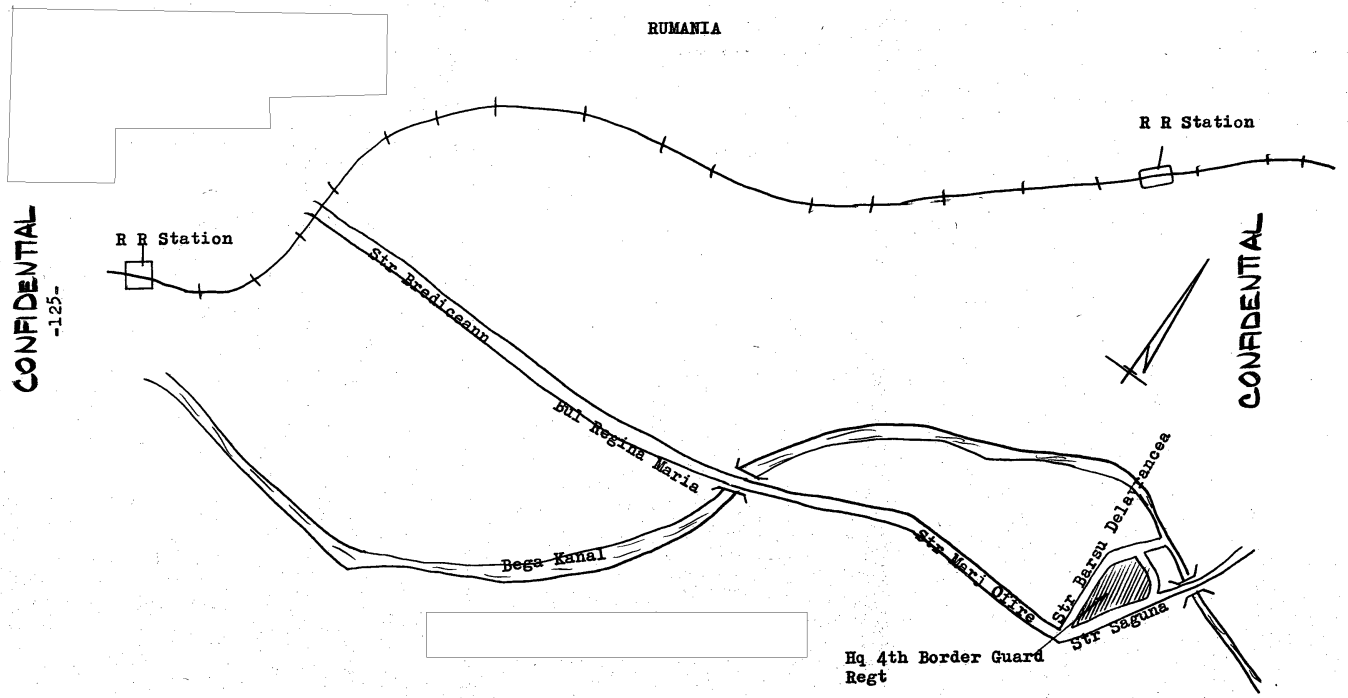 RUMANIA
R R Station
R R Station
CONFIDENTIAL
-125-
CONFIDENTIAL
Str Brediceann
Bul Regina Maria
Bega Kanal
Str Barsu Delavrancea
Str Marj Ofire
Str Saguna
Hq 4th Border Guard
Regt